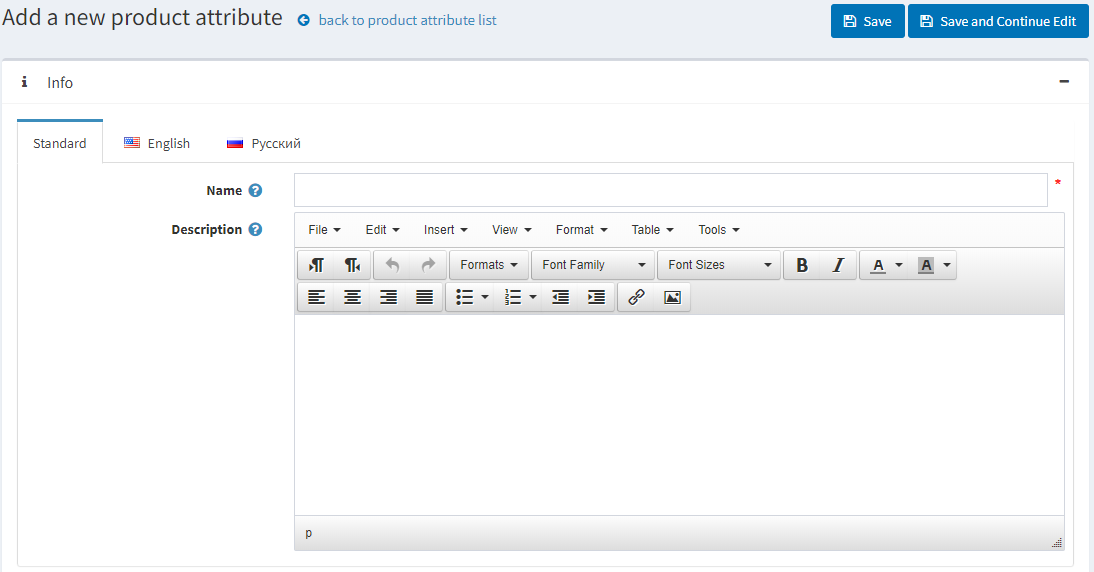 Add a new product attribute back to product attribute list Save Save and Continue Edit
Info
Standard English Русский
Name *
Description File Edit Insert View Format Table Tools
Formats Font Family Font Sizes B I A A
p